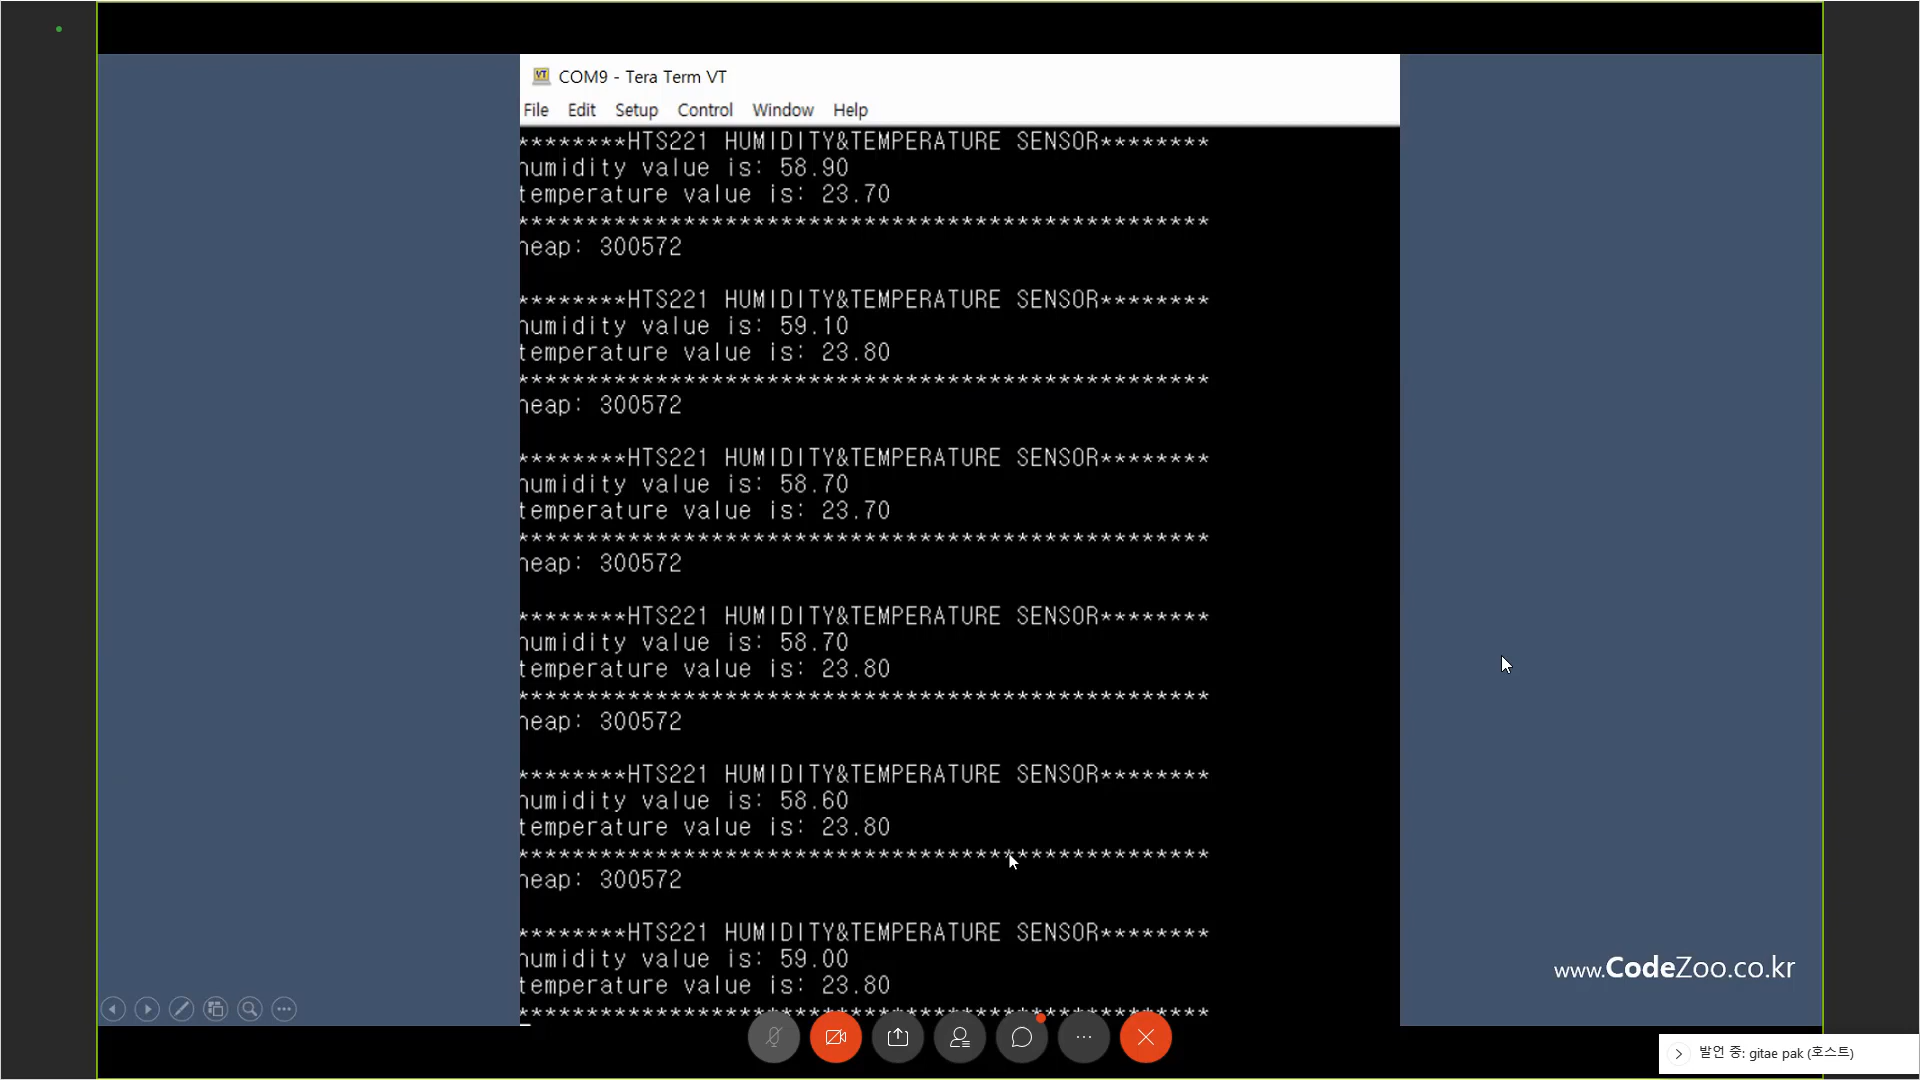 COM9 - Tera Term VT
File Edit Setup Control Window Help
********HTS221 HUMIDITY&TEMPERATURE SENSOR********
humidity value is: 58.90
temperature value is: 23.70
**************************************************
heap: 300572
********HTS221 HUMIDITY&TEMPERATURE SENSOR********
humidity value is: 59.10
temperature value is: 23.80
**************************************************
heap: 300572
********HTS221 HUMIDITY&TEMPERATURE SENSOR********
humidity value is: 58.70
temperature value is: 23.70
**************************************************
heap: 300572
********HTS221 HUMIDITY&TEMPERATURE SENSOR********
humidity value is: 58.70
temperature value is: 23.80
**************************************************
heap: 300572
********HTS221 HUMIDITY&TEMPERATURE SENSOR********
humidity value is: 58.60
temperature value is: 23.80
**************************************************
heap: 300572
********HTS221 HUMIDITY&TEMPERATURE SENSOR********
humidity value is: 59.00
temperature value is: 23.80
**************************************************
www.CodeZoo.co.kr
발언 중: gitae pak (호스트)